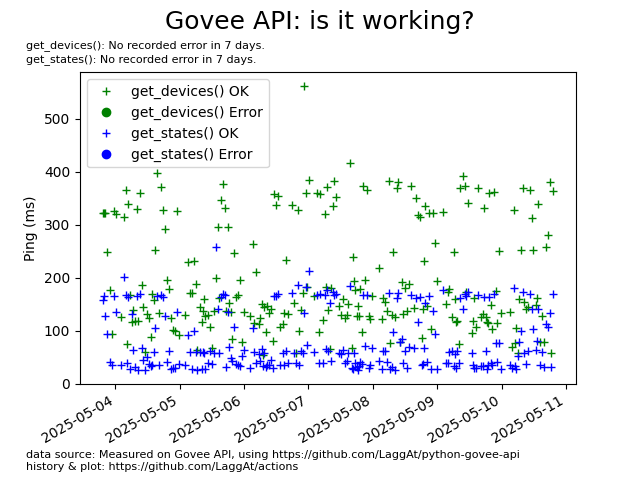 Govee API: is it working?
get_devices(): No recorded error in 7 days.
get_states(): No recorded error in 7 days.
get_devices() OK
get_devices() Error
get_states() OK
get_states() Error
Ping (ms)
500
400
300
200
100
0
2025-05-04
2025-05-05
2025-05-06
2025-05-07
2025-05-08
2025-05-09
2025-05-10
2025-05-11
data source: Measured on Govee API, using https://github.com/LaggAt/python-govee-api
history & plot: https://github.com/LaggAt/actions